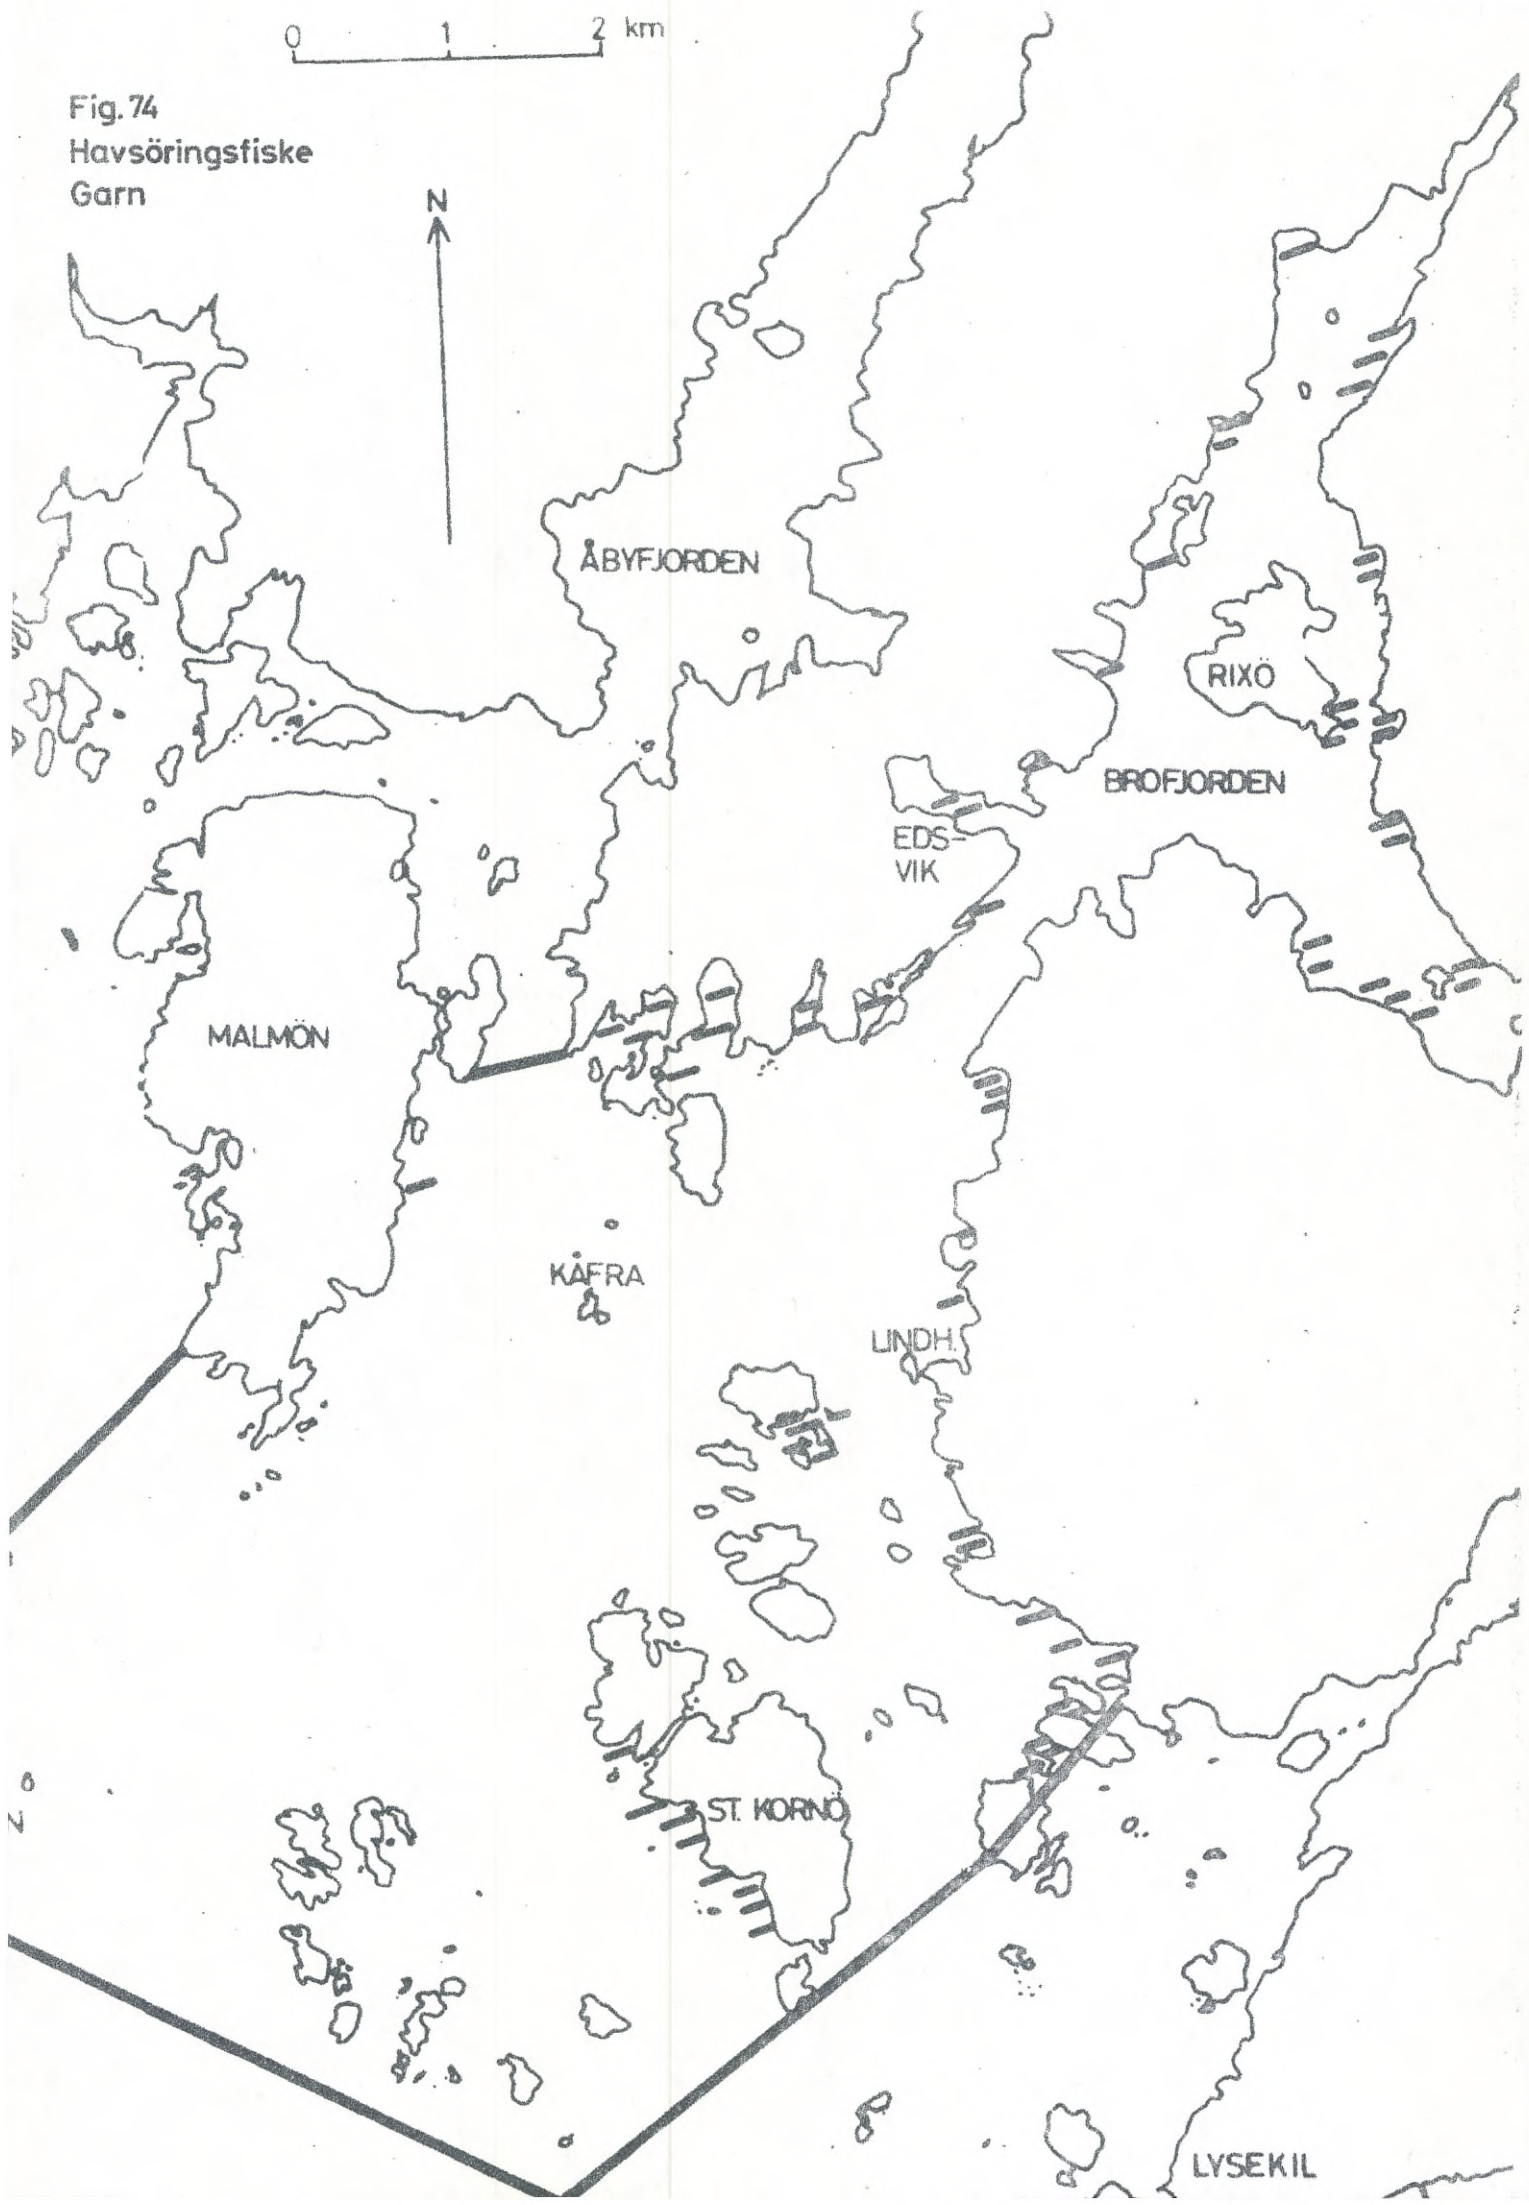 0 1 2 km
Fig. 74
Havsöringsfiske
Garn
N
ÅBYFJORDEN
RIXÖ
BROFJORDEN
EDS-
VIK
MALMÖN
KÅFRA
LINDH.
ST. KORNÖ
LYSEKIL